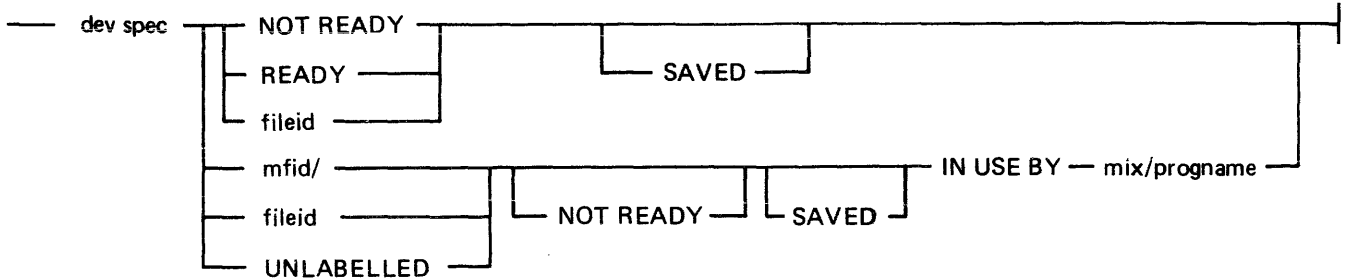 dev spec NOT READY
READY SAVED
fileid
mfid/ IN USE BY mix/progname
fileid NOT READY SAVED
UNLABELLED